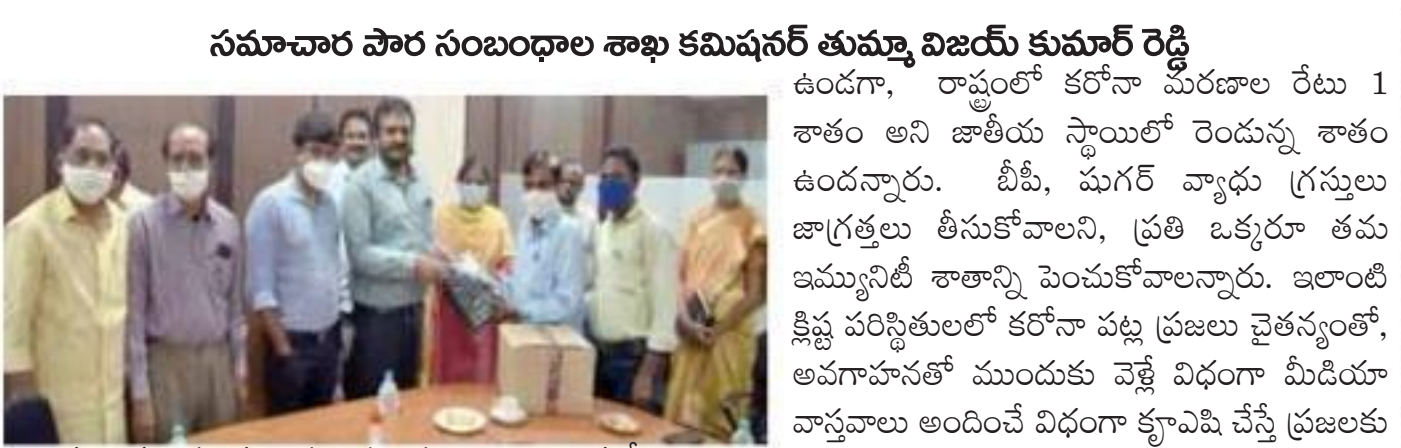 సమాచార పౌర సంబంధాల శాఖ కమిషనర్ తుమ్మా విజయ్ కుమార్ రెడ్డి
ఉండగా, రాష్ట్రంలో కరోనా మరణాల రేటు 1
శాతం అని జాతీయ స్థాయిలో రెండున్న శాతం
ఉందన్నారు. బీపీ, షుగర్ వ్యాధు గ్రస్తులు
జాగ్రత్తలు తీసుకోవాలని, ప్రతి ఒక్కరూ తమ
ఇమ్యునిటీ శాతాన్ని పెంచుకోవాలన్నారు. ఇలాంటి
క్లిష్ట పరిస్థితులలో కరోనా పట్ల ప్రజలు చైతన్యంతో,
అవగాహనతో ముందుకు వెళ్లే విధంగా మీడియా
వాస్తవాలు అందించే విధంగా కృూఎషి చేస్తే ప్రజలకు